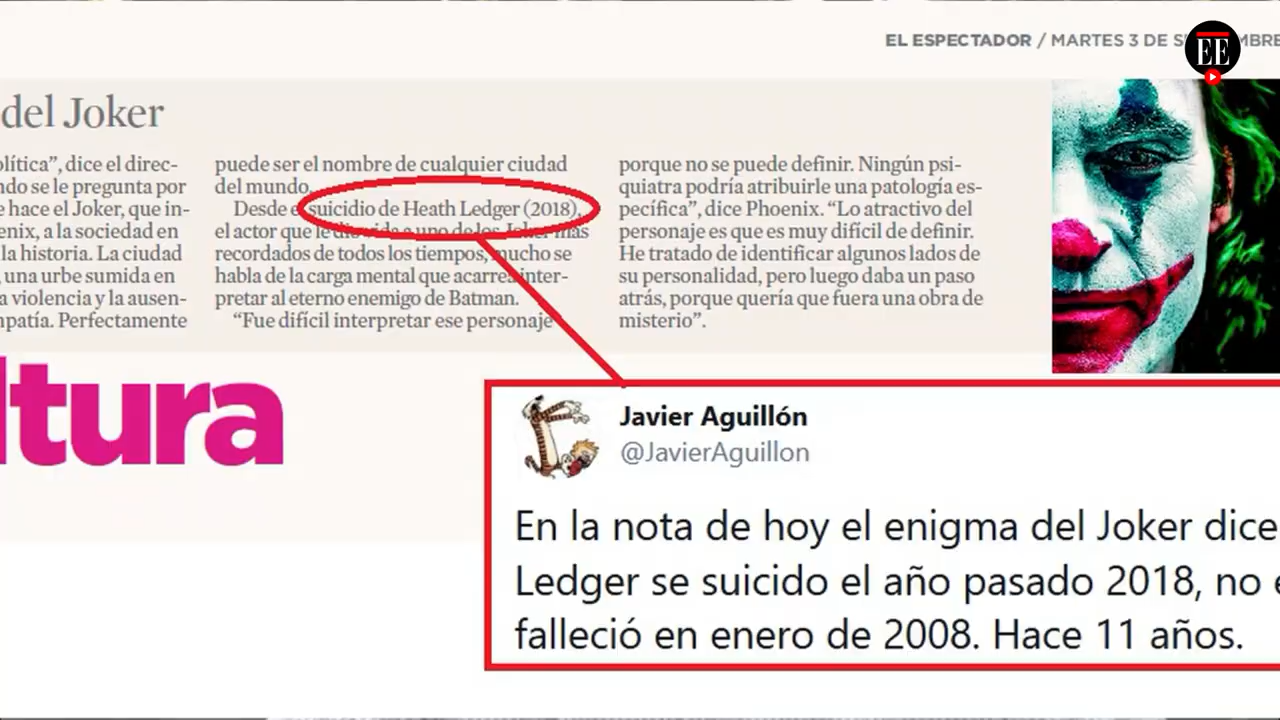 EL ESPECTADOR / MARTES 3 DE
EE
del Joker
", dice el direc-
se le pregunta por
hace el Joker, que in-
a la sociedad en
la historia. La ciudad
una urbe sumida en
violencia y la ausen-
Perfectamente
puede ser el nombre de cualquier ciudad
del mundo.
Desde el suicidio de Heath Ledger (2018),
el actor que le dio vida a uno de los Joker más
recordados de todos los tiempos, mucho se
habla de la carga mental que acarrea inter-
pretar al eterno enemigo de Batman.
"Fue difícil interpretar ese personaje
porque no se puede definir. Ningún psi-
quiatra podría atribuirle una patología es-
pecífica", dice Phoenix. "Lo atractivo del
personaje es que es muy difícil de definir.
He tratado de identificar algunos lados de
su personalidad, pero luego daba un paso
atrás, porque quería que fuera una obra de
misterio".
ltura
Javier Aguillón
@JavierAguillon
En la nota de hoy el enigma del Joker dice
Ledger se suicido el año pasado 2018, no
falleció en enero de 2008. Hace 11 años.